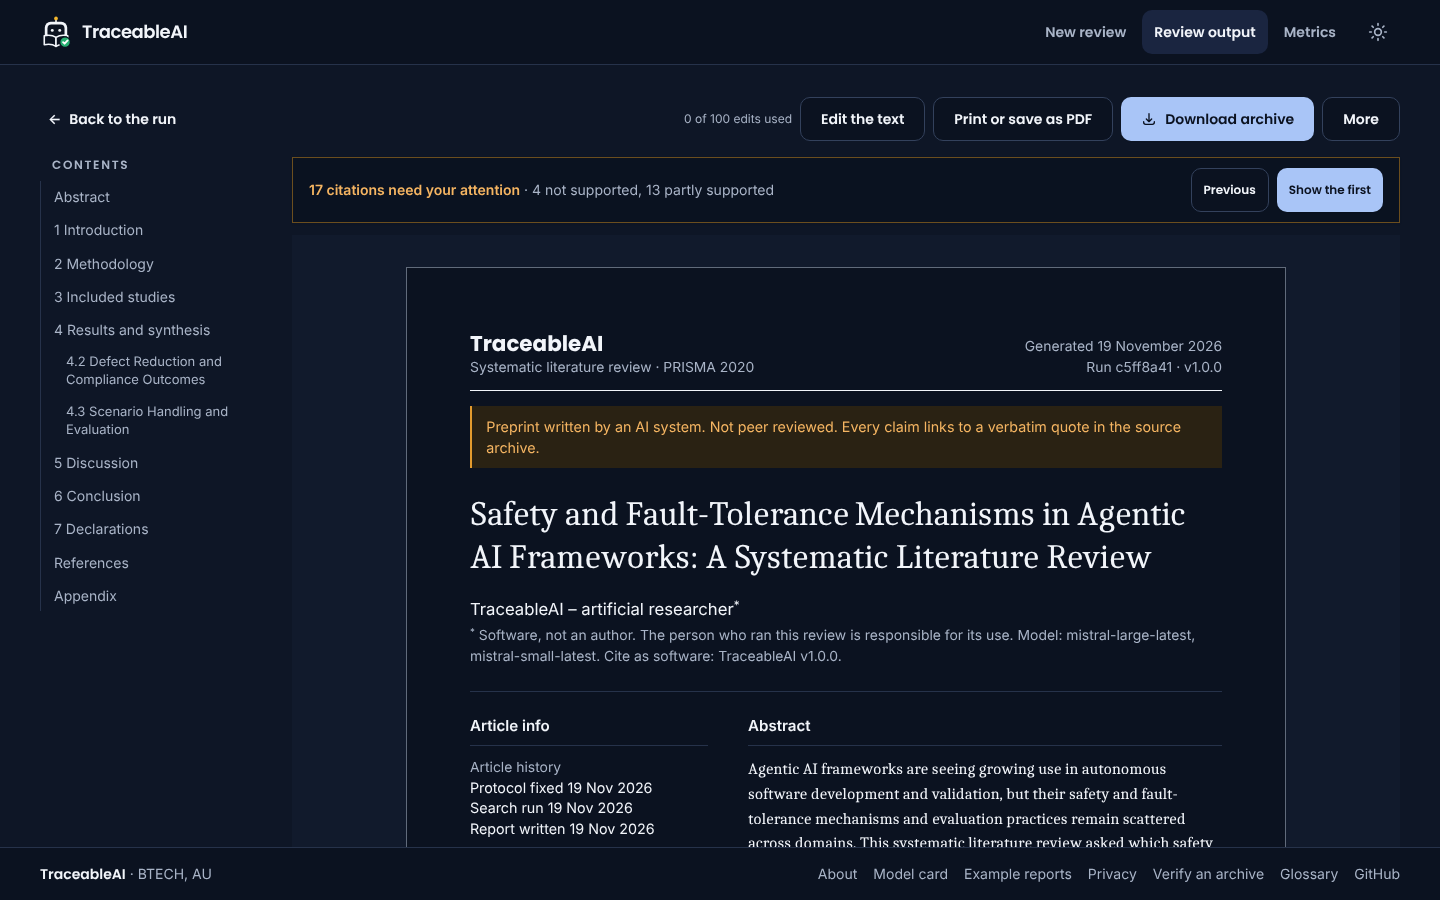 TraceableAI
New review
Review output
Metrics
Back to the run
0 of 100 edits used
Edit the text
Print or save as PDF
Download archive
More
CONTENTS
Abstract
1 Introduction
2 Methodology
3 Included studies
4 Results and synthesis
4.2 Defect Reduction and
Compliance Outcomes
4.3 Scenario Handling and
Evaluation
5 Discussion
6 Conclusion
7 Declarations
References
Appendix
17 citations need your attention · 4 not supported, 13 partly supported
Previous
Show the first
TraceableAI
Systematic literature review · PRISMA 2020
Generated 19 November 2026
Run c5ff8a41 · v1.0.0
Preprint written by an AI system. Not peer reviewed. Every claim links to a verbatim quote in the source
archive.
Safety and Fault-Tolerance Mechanisms in Agentic
AI Frameworks: A Systematic Literature Review
TraceableAI – artificial researcher*
* Software, not an author. The person who ran this review is responsible for its use. Model: mistral-large-latest,
mistral-small-latest. Cite as software: TraceableAI v1.0.0.
Article info
Article history
Protocol fixed 19 Nov 2026
Search run 19 Nov 2026
Report written 19 Nov 2026
Abstract
Agentic AI frameworks are seeing growing use in autonomous
software development and validation, but their safety and fault-
tolerance mechanisms and evaluation practices remain scattered
across domains. This systematic literature review asked which safety
TraceableAI · BTECH, AU
About
Model card
Example reports
Privacy
Verify an archive
Glossary
GitHub